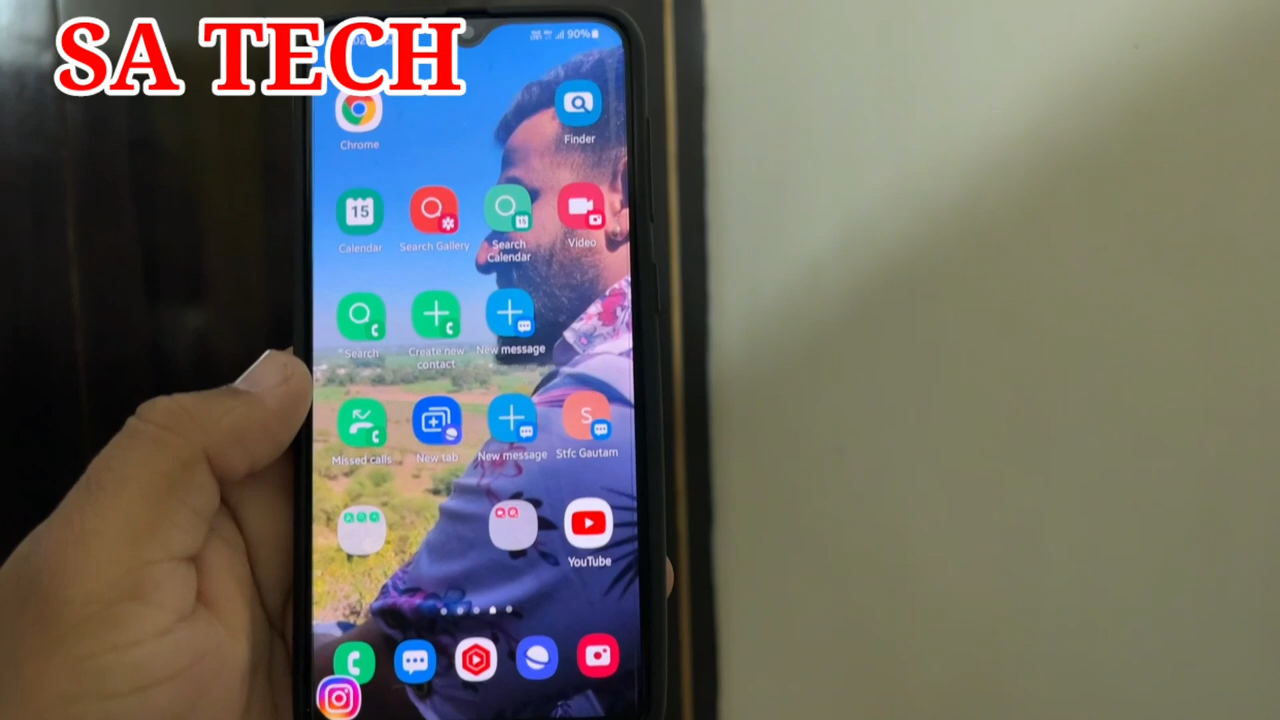 SA TECH
90%
Chrome
Finder
15
Calendar
Search Gallery
Search
Calendar
15
Video
Search
Create new
contact
New message
Missed calls
New tab
New message
S
Stfc Gautam
YouTube